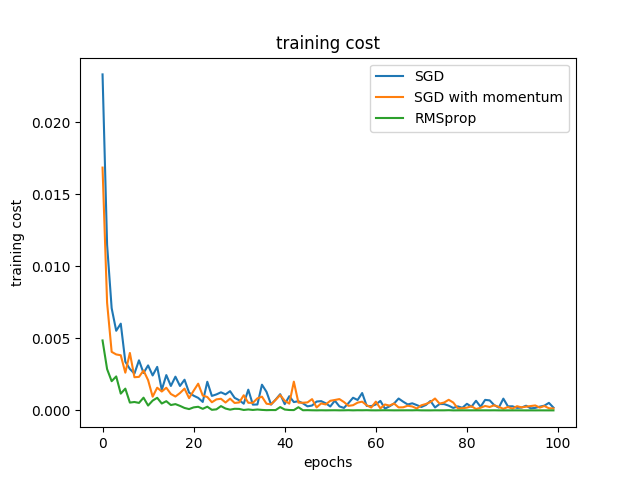 training cost
SGD
SGD with momentum
RMSprop
training cost
0.020
0.015
0.010
0.005
0.000
0 20 40 60 80 100
epochs